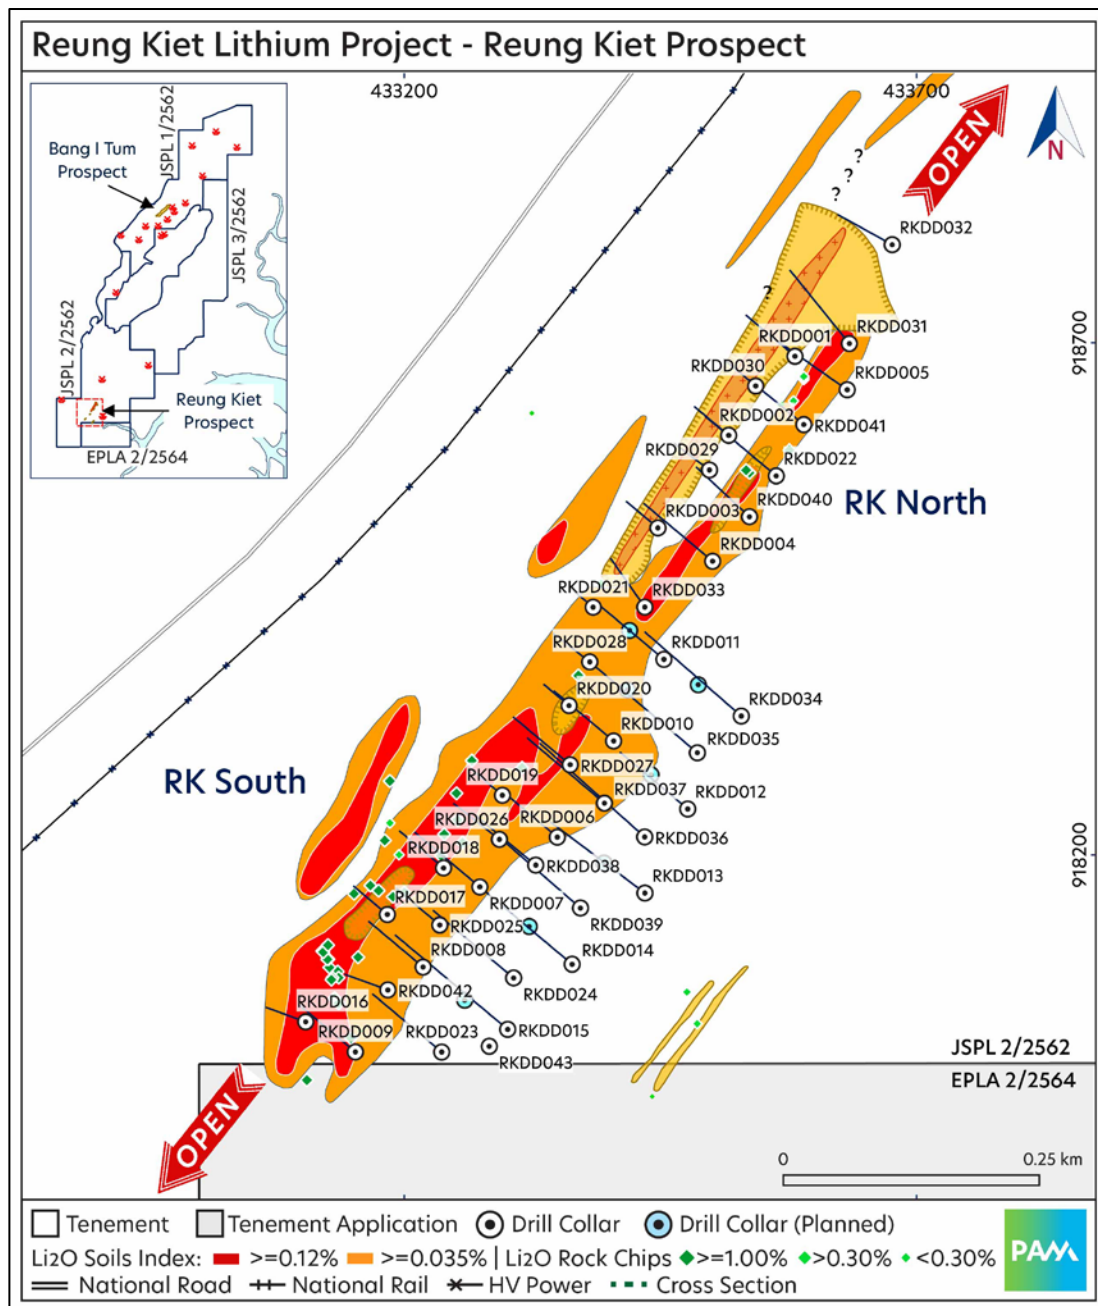 Reung Kiet Lithium Project - Reung Kiet Prospect
433200
433700
JSPL 1/2562
Bang I Tum
Prospect
JSPL 3/2562
JSPL 2/2562
Reung Kiet
Prospect
EPLA 2/2564
OPEN
N
?
?
?
RKDD032
?
RKDD031
RKDD001
918700
RKDD030
RKDD005
RKDD002
RKDD041
RKDD029
RKDD022
RKDD040
RK North
RKDD003
RKDD004
RKDD021
RKDD033
RKDD028
RKDD011
RKDD020
RKDD034
RKDD010
RKDD035
RK South
RKDD019
RKDD027
RKDD037
RKDD012
RKDD026
RKDD006
RKDD036
RKDD018
RKDD038
RKDD013
918200
RKDD017
RKDD007
RKDD025
RKDD039
RKDD008
RKDD014
RKDD042
RKDD024
RKDD016
RKDD009
RKDD023
RKDD015
RKDD043
JSPL 2/2562
EPLA 2/2564
OPEN
0
0.25 km
Tenement
Tenement Application
Drill Collar
Drill Collar (Planned)
Li2O Soils Index: >=0.12% >=0.035% | Li2O Rock Chips >=1.00% >0.30% <0.30%
National Road
National Rail
HV Power
Cross Section
PAM